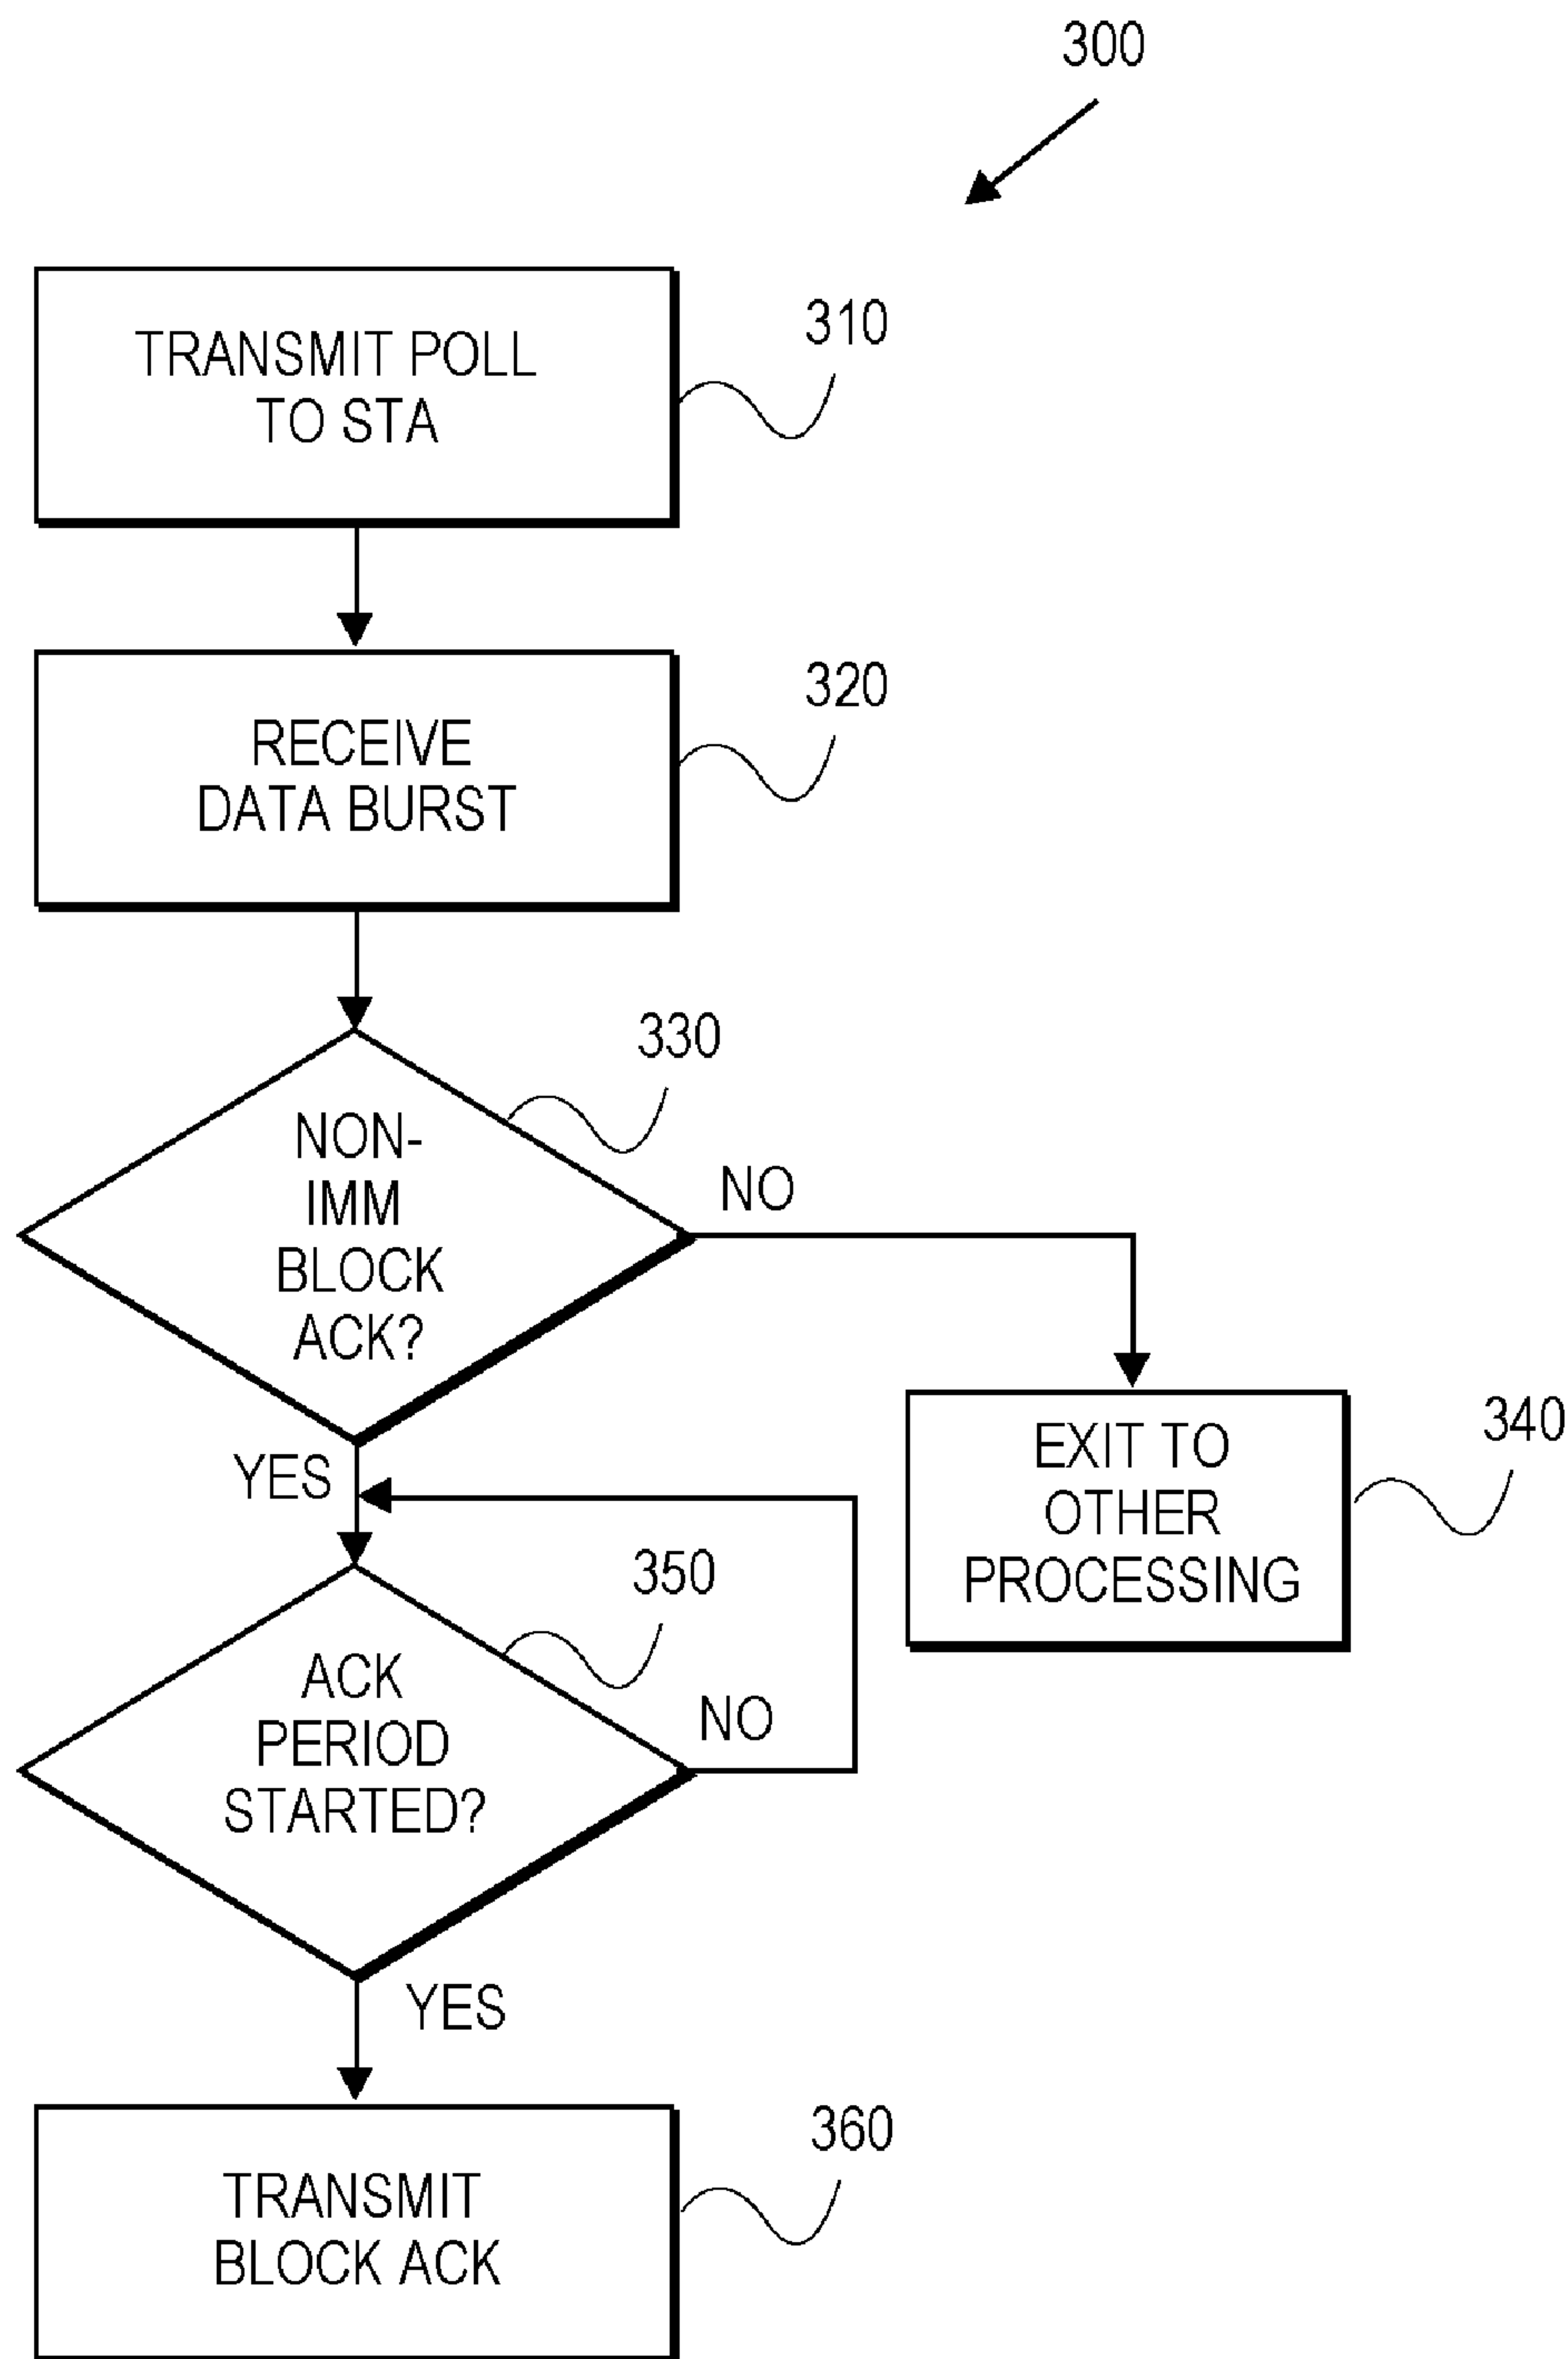 300
TRANSMIT POLL
TO STA
310
RECEIVE
DATA BURST
320
330
NON-
IMM
BLOCK
ACK?
NO
YES
EXIT TO
OTHER
PROCESSING
340
350
ACK
PERIOD
STARTED?
NO
YES
TRANSMIT
BLOCK ACK
360